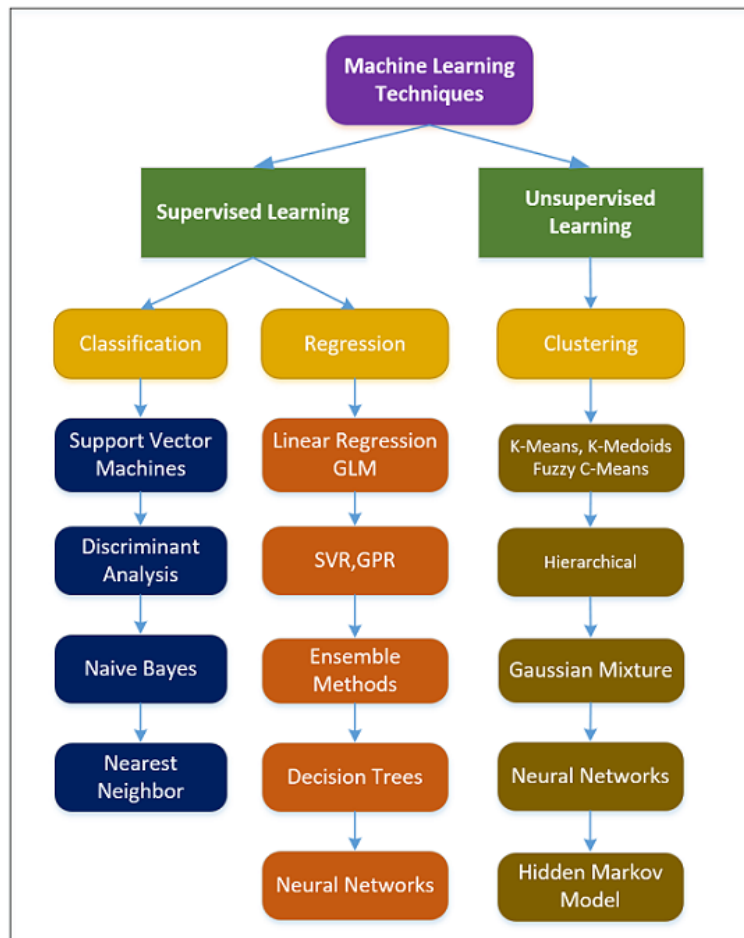 Machine Learning
Techniques
Supervised Learning
Unsupervised
Learning
Classification
Regression
Clustering
Support Vector
Machines
Linear Regression
GLM
K-Means, K-Medoids
Fuzzy C-Means
Discriminant
Analysis
SVR,GPR
Hierarchical
Naive Bayes
Ensemble
Methods
Gaussian Mixture
Nearest
Neighbor
Decision Trees
Neural Networks
Neural Networks
Hidden Markov
Model